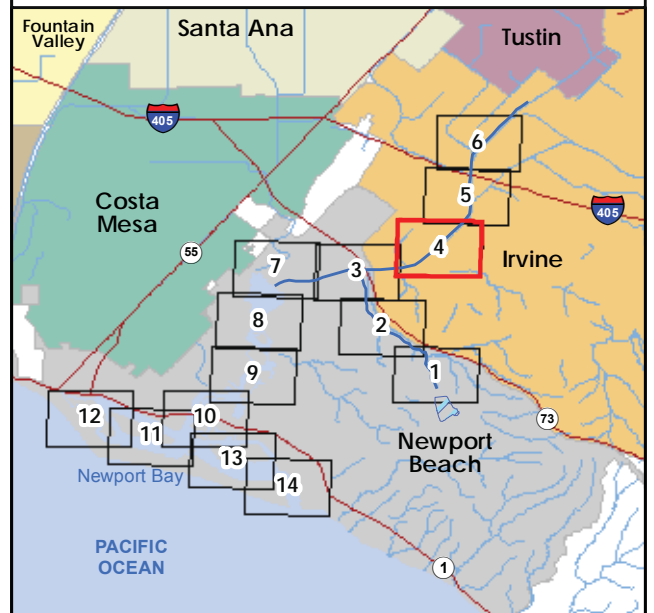 Fountain
Valley
Santa Ana
Tustin
405
6
Costa
Mesa
5
405
55
4
Irvine
7
3
8
2
9
1
12
10
11
73
Newport
Beach
13
Newport Bay
14
PACIFIC
OCEAN
1